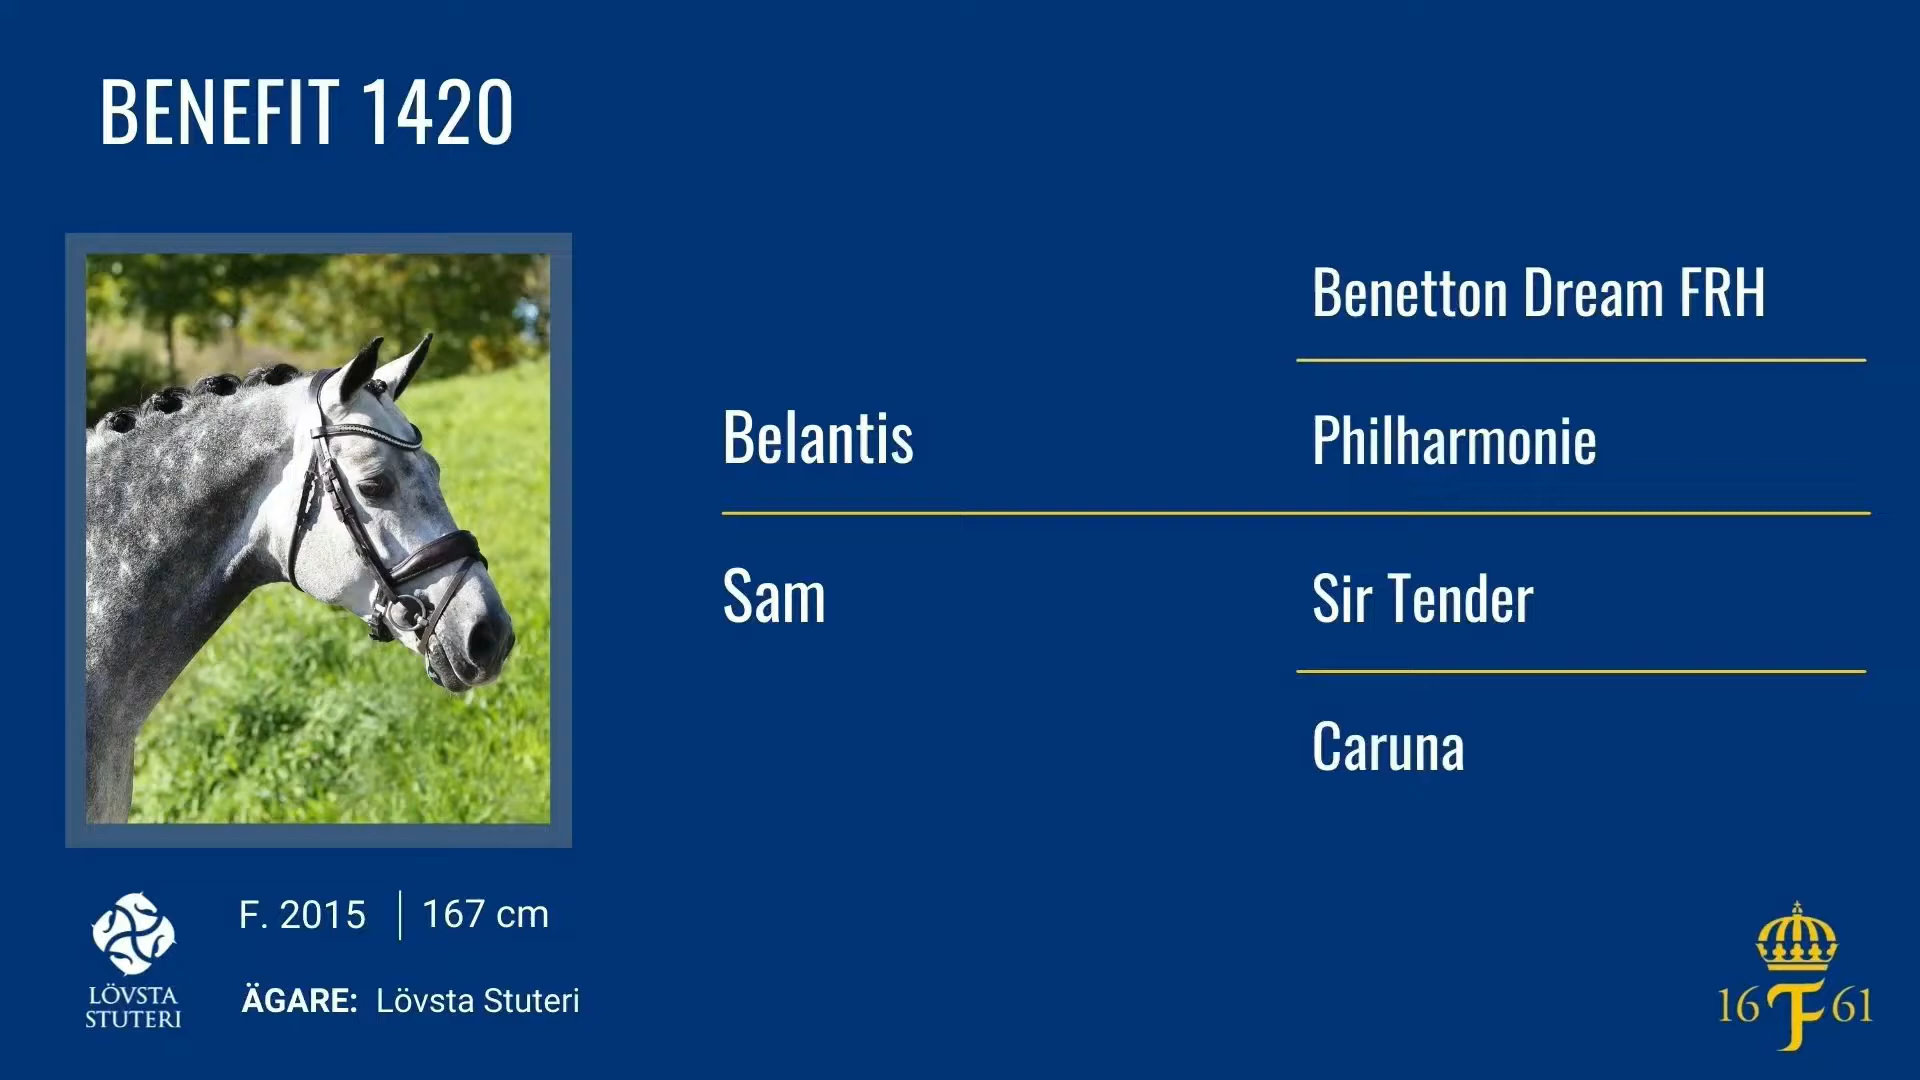 BENEFIT 1420
Benetton Dream FRH
Belantis
Philharmonie
Sam
Sir Tender
Caruna
F. 2015 | 167 cm
ÄGARE: Lövsta Stuteri
LÖVSTA
STUTERI
16 F 61